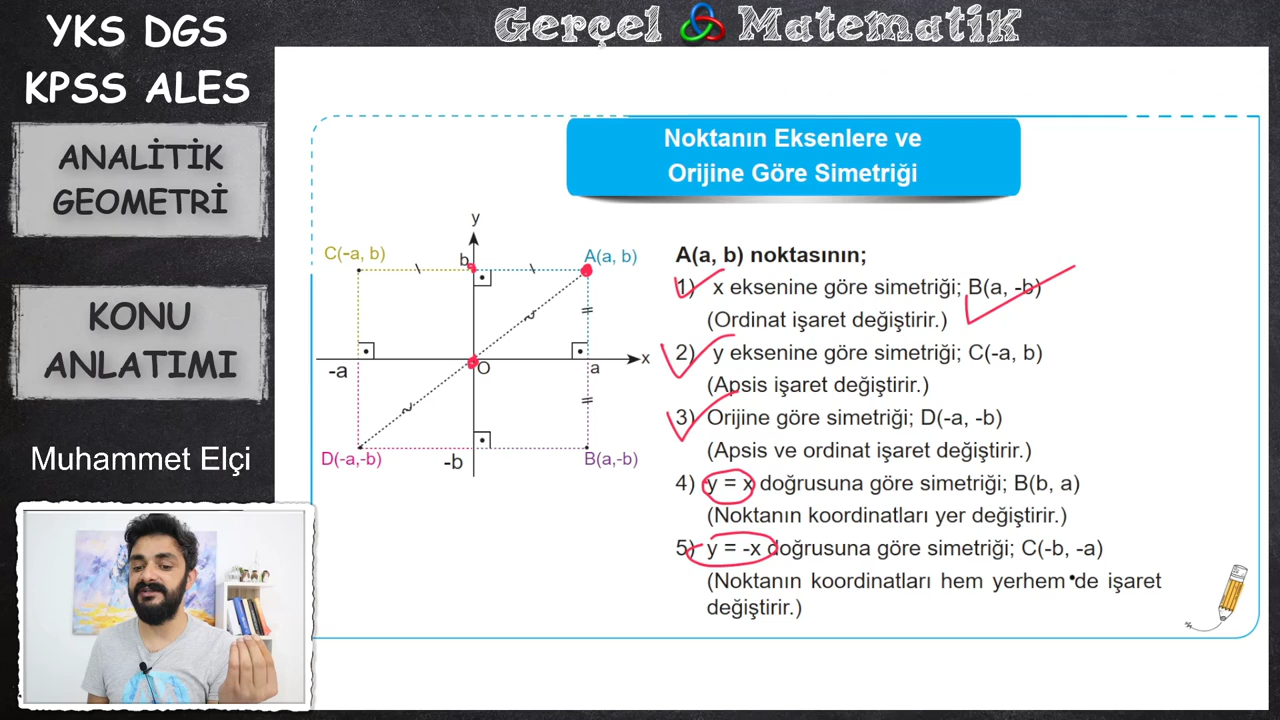 YKS DGS
KPSS ALES
ANALİTİK
GEOMETRİ
KONU
ANLATIMI
Muhammet Elçi
Gerçel Matematik
Noktanın Eksenlere ve
Orijine Göre Simetriği
y
C(-a, b)
b
A(a, b)
x
-a
O
a
D(-a,-b)
-b
B(a,-b)
A(a, b) noktasının;
1) x eksenine göre simetriği; B(a, -b)
(Ordinat işaret değiştirir.)
2) y eksenine göre simetriği; C(-a, b)
(Apsis işaret değiştirir.)
3) Orijine göre simetriği; D(-a, -b)
(Apsis ve ordinat işaret değiştirir.)
4) y = x doğrusuna göre simetriği; B(b, a)
(Noktanın koordinatları yer değiştirir.)
5) y = -x doğrusuna göre simetriği; C(-b, -a)
(Noktanın koordinatları hem yerhem de işaret
değiştirir.)